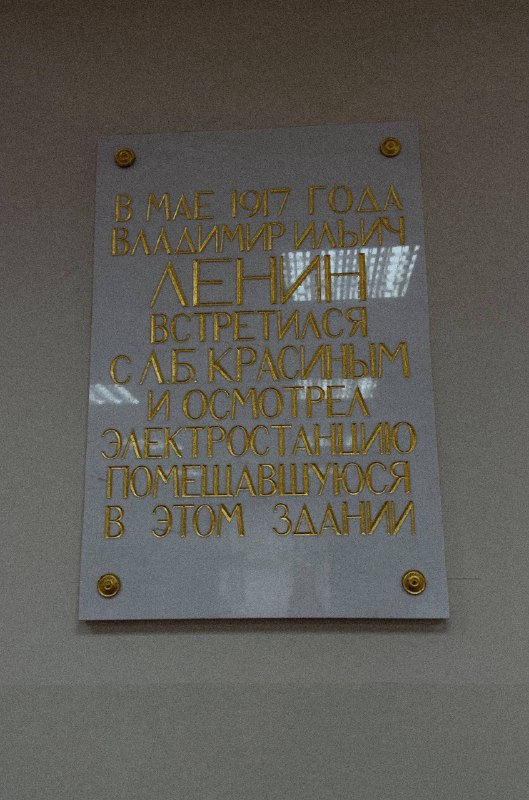 В МАЕ 1917 ГОДА
ВЛАДИМИР ИЛЬИЧ
ЛЕНИН
ВСТРЕТИЛСЯ
С Л.Б. КРАСИНЫМ
И ОСМОТРЕЛ
ЭЛЕКТРОСТАНЦИЮ
ПОМЕЩАВШУЮСЯ
В ЭТОМ ЗДАНИИ